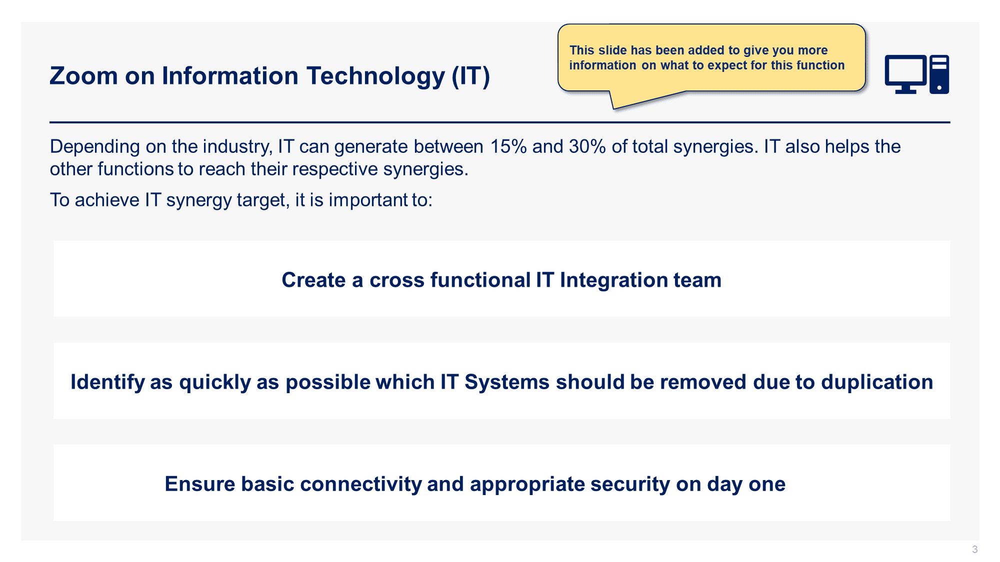 This slide has been added to give you more
information on what to expect for this function
Zoom on Information Technology (IT)
Depending on the industry, IT can generate between 15% and 30% of total synergies. IT also helps the
other functions to reach their respective synergies.
To achieve IT synergy target, it is important to:
Create a cross functional IT Integration team
Identify as quickly as possible which IT Systems should be removed due to duplication
Ensure basic connectivity and appropriate security on day one
3